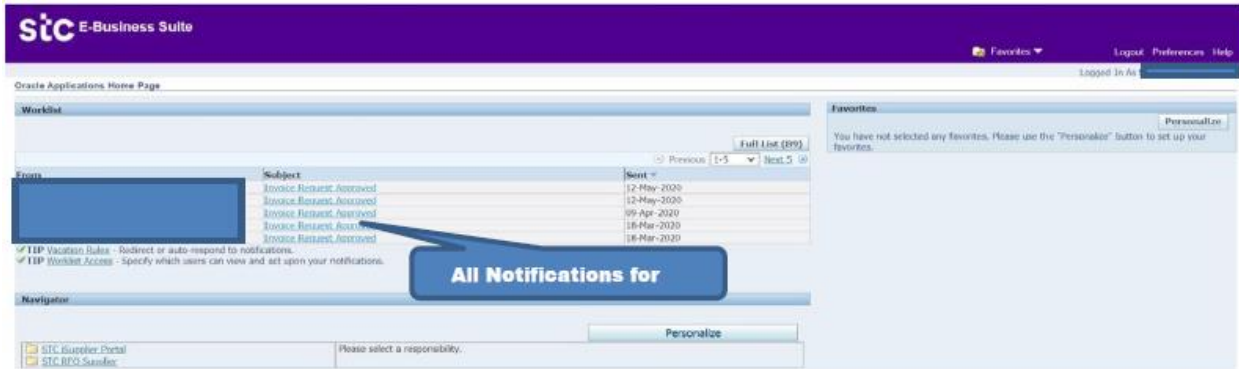 stc E-Business Suite
Favorites
Logout Preferences Help
Logged In As
Oracle Applications Home Page
Worklist
Full List (89)
Previous 1-5 Next 5
From Subject Sent
Invoice Request Approved 12-May-2020
Invoice Request Approved 12-May-2020
Invoice Request Approved 09-Apr-2020
Invoice Request Approved 18-Mar-2020
Invoice Request Approved 18-Mar-2020
TIP Vacation Rules - Redirect or auto-respond to notifications.
TIP Worklist Access - Specify which users can view and act upon your notifications.
All Notifications for
Navigator
Personalize
STC iSupplier Portal Please select a responsibility.
STC RFQ Supplier
Favorites
Personalize
You have not selected any favorites. Please use the "Personalize" button to set up your
favorites.